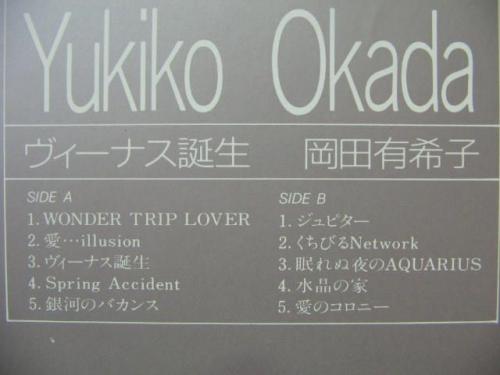 Yukiko Okada
ヴィーナス誕生 岡田有希子
SIDE A
1. WONDER TRIP LOVER
2. 愛…illusion
3. ヴィーナス誕生
4. Spring Accident
5. 銀河のバカンス
SIDE B
1. ジュピター
2. くちびるNetwork
3. 眠れぬ夜のAQUARIUS
4. 水晶の家
5. 愛のコロニー